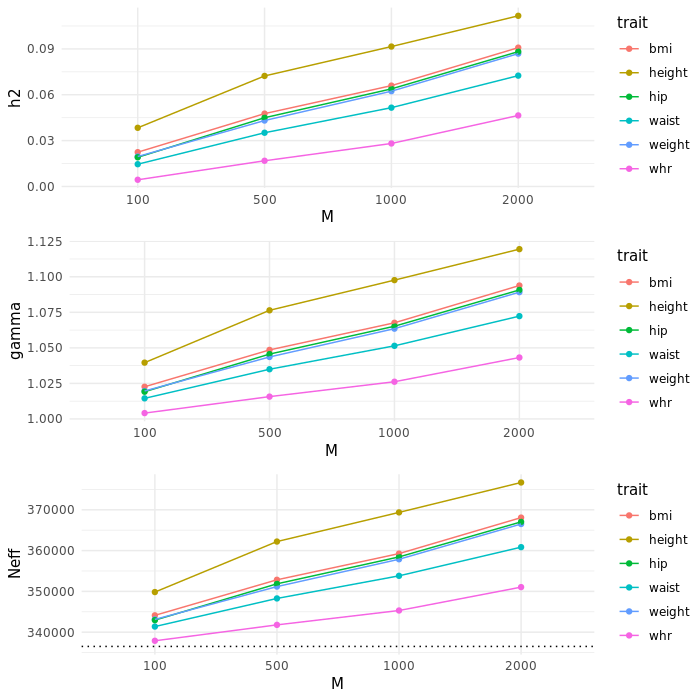 h2
0.09
0.06
0.03
0.00
100 500 1000 2000
M
trait
bmi
height
hip
waist
weight
whr
gamma
1.125
1.100
1.075
1.050
1.025
1.000
100 500 1000 2000
M
trait
bmi
height
hip
waist
weight
whr
Neff
370000
360000
350000
340000
100 500 1000 2000
M
trait
bmi
height
hip
waist
weight
whr